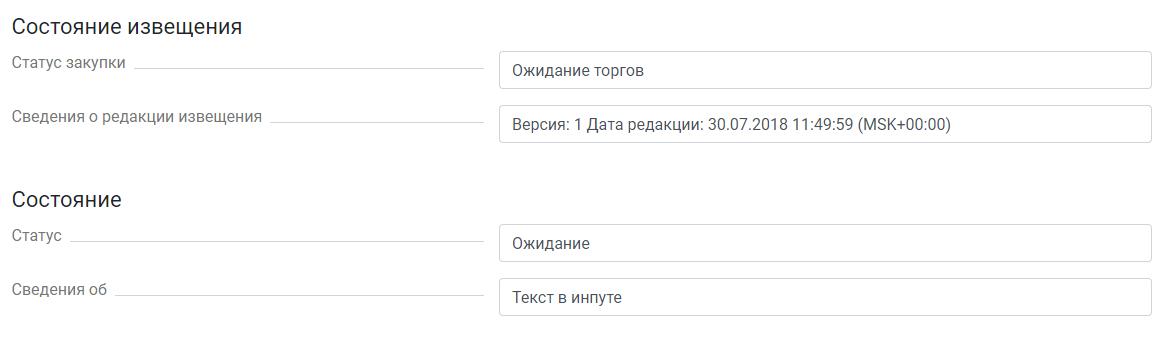 Состояние извещения
Статус закупки Ожидание торгов
Сведения о редакции извещения Версия: 1 Дата редакции: 30.07.2018 11:49:59 (MSK+00:00)
Состояние
Статус Ожидание
Сведения об Текст в инпуте